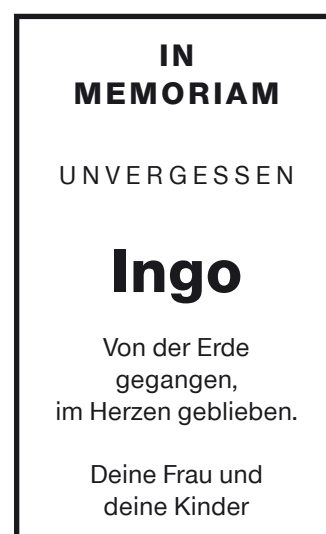 IN
MEMORIAM
UNVERGESSEN
Ingo
Von der Erde
gegangen,
im Herzen geblieben.
Deine Frau und
deine Kinder